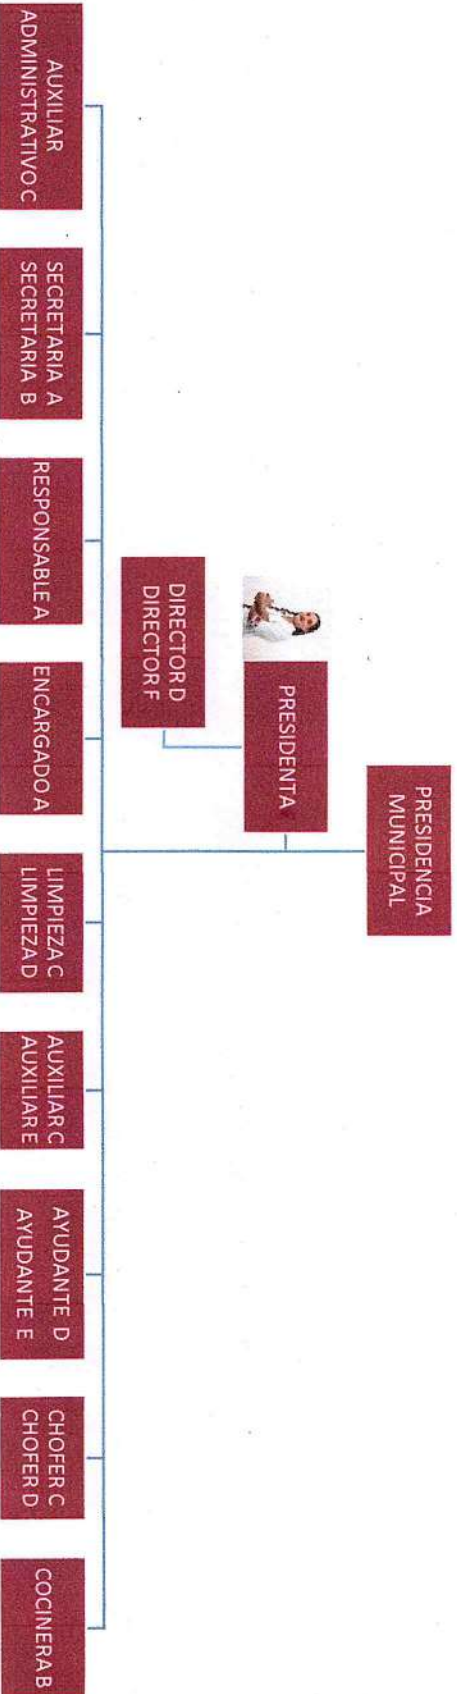 PRESIDENCIA
MUNICIPAL
PRESIDENTA
DIRECTOR D
DIRECTOR F
AUXILIAR
ADMINISTRATIVO C
SECRETARIA A
SECRETARIA B
RESPONSABLE A
ENCARGADO A
LIMPIEZA C
LIMPIEZA D
AUXILIAR C
AUXILIAR E
AYUDANTE D
AYUDANTE E
CHOFER C
CHOFER D
COCINERA B